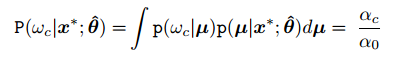 P(ω_c|x*; θ̂) = ∫ p(ω_c|μ)p(μ|x*; θ̂)dμ = α_c / α_0